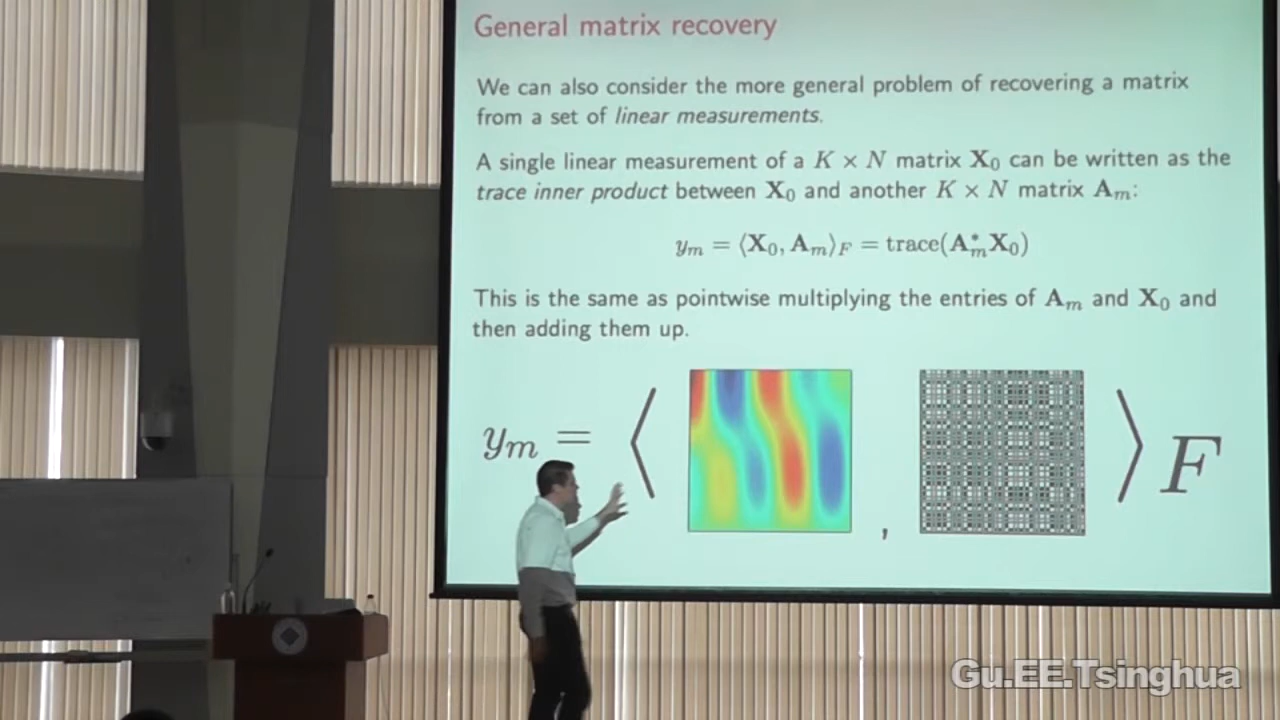 General matrix recovery
We can also consider the more general problem of recovering a matrix
from a set of linear measurements.
A single linear measurement of a K × N matrix X₀ can be written as the
trace inner product between X₀ and another K × N matrix Aₘ:
yₘ = ⟨X₀, Aₘ⟩F = trace(A*ₘX₀)
This is the same as pointwise multiplying the entries of Aₘ and X₀ and
then adding them up.
yₘ = ⟨ , ⟩F
Gu.EE.Tsinghua